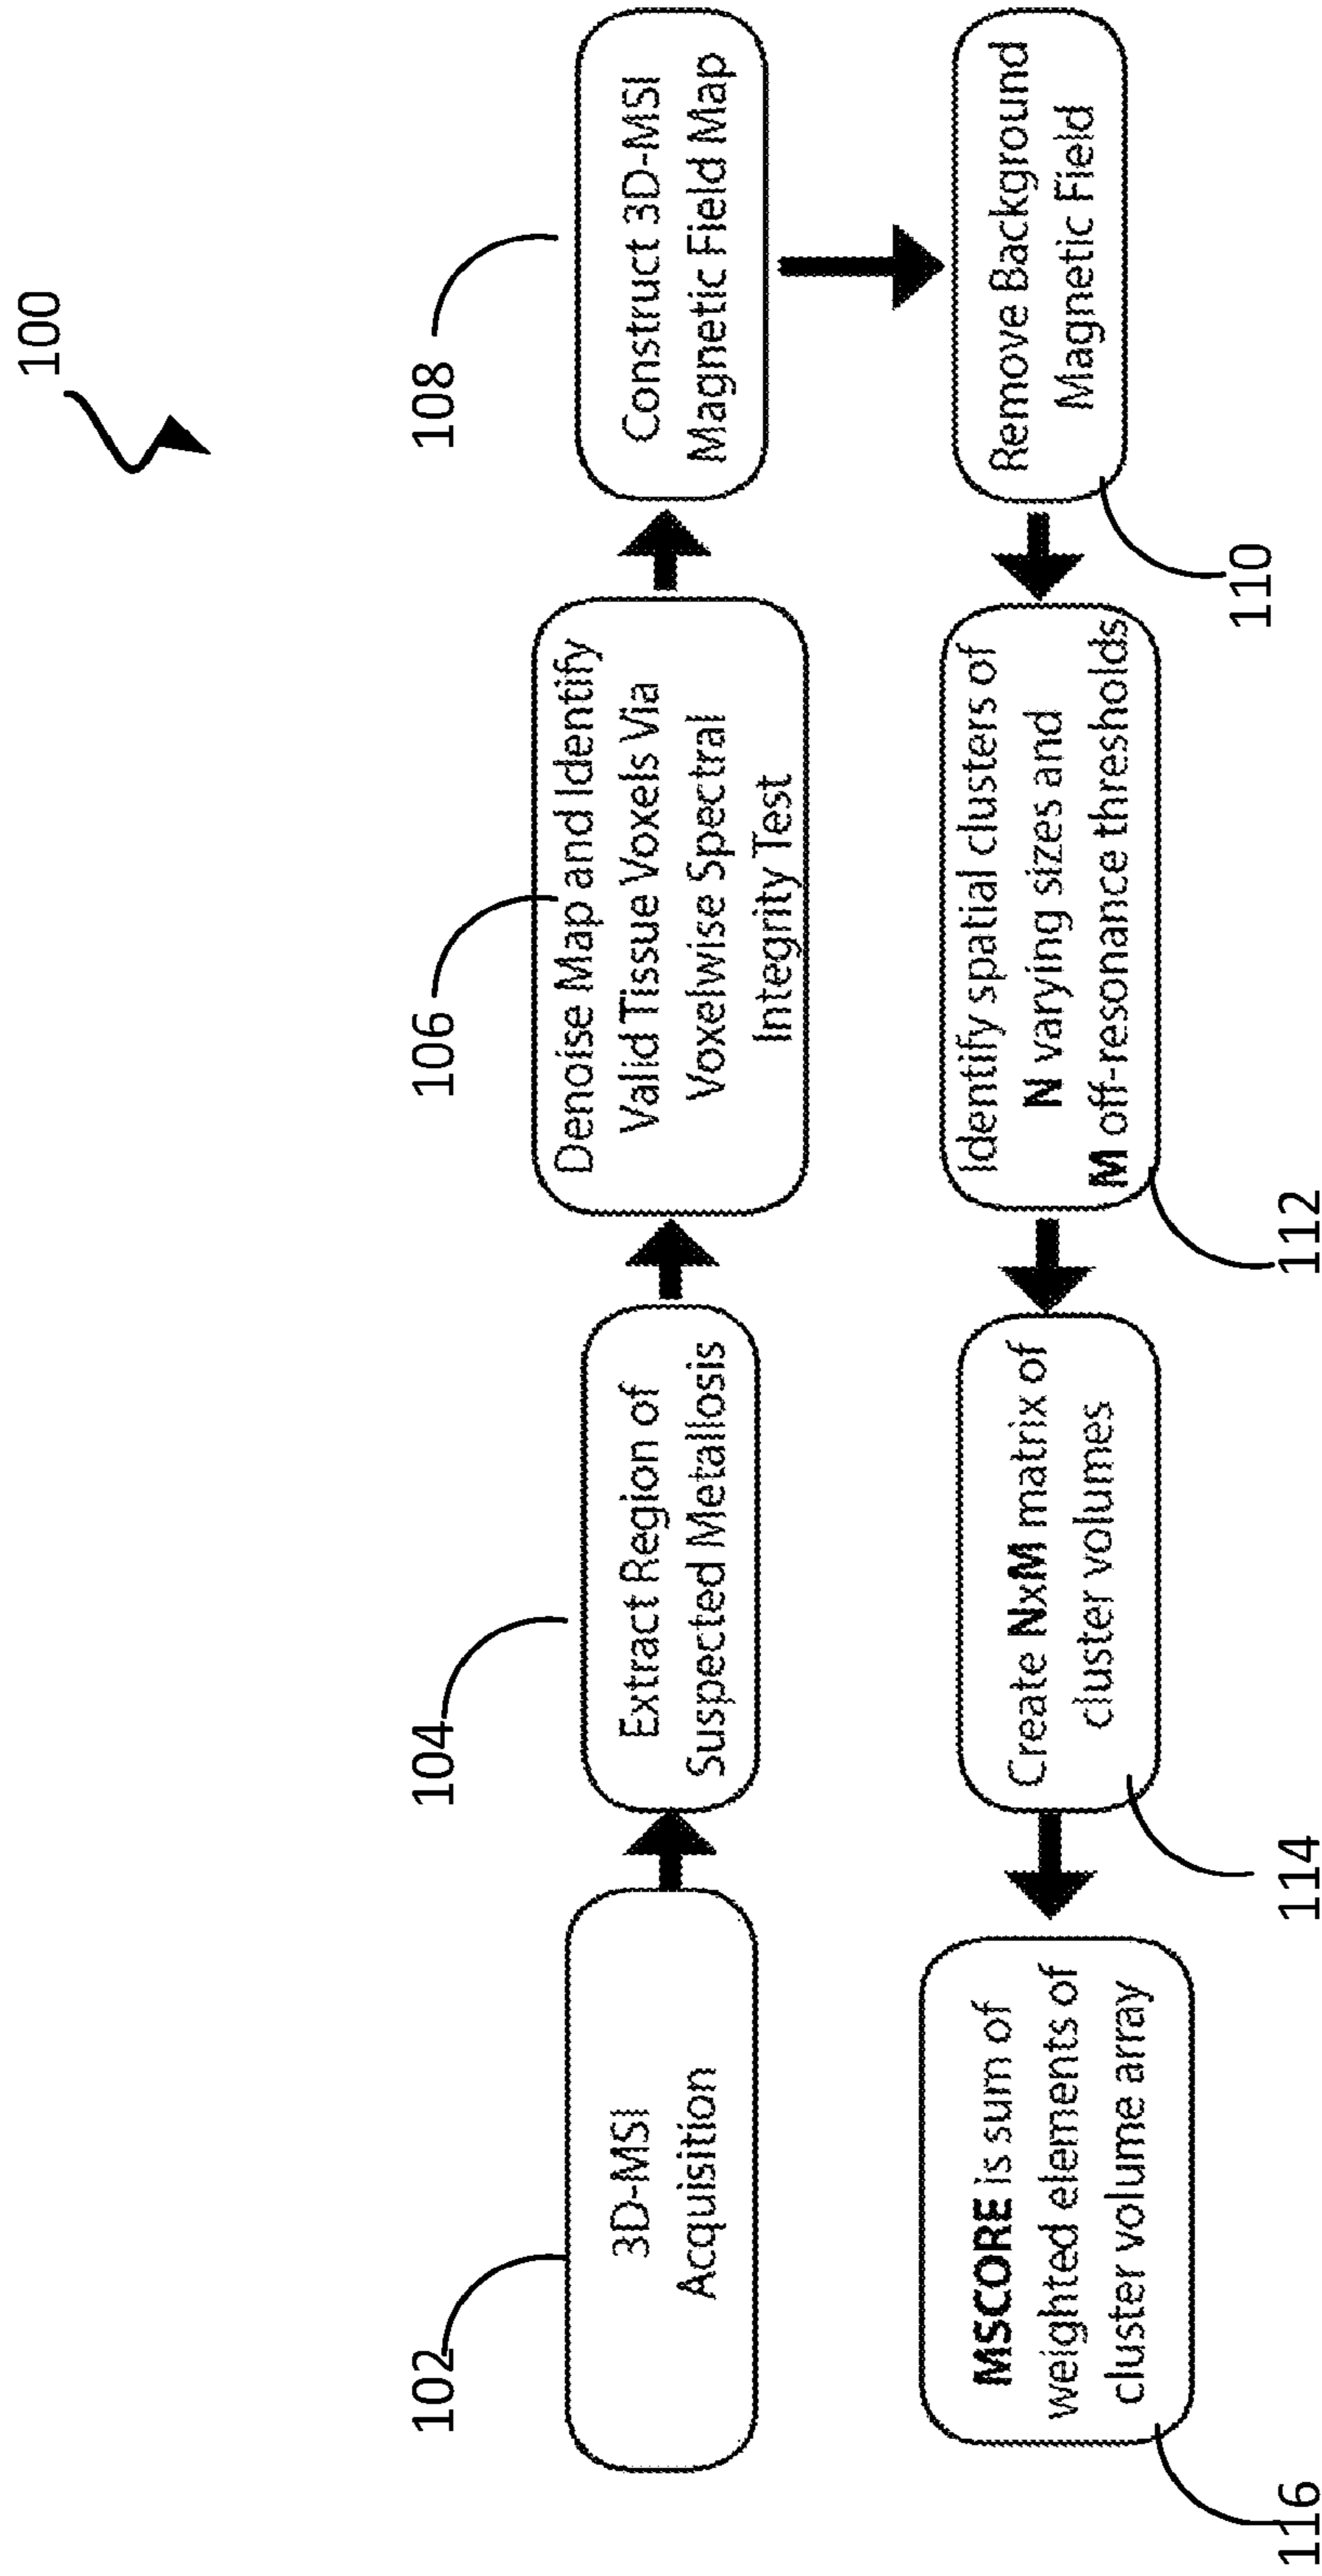 100
102
3D-MSI
Acquisition
104
Extract Region of
Suspected Metallosis
106
Denoise Map and Identify
Valid Tissue Voxels Via
Voxelwise Spectral
Integrity Test
108
Construct 3D-MSI
Magnetic Field Map
Remove Background
Magnetic Field
110
Identify spatial clusters of
N varying sizes and
M off-resonance thresholds
112
Create NxM matrix of
cluster volumes
114
MSCORE is sum of
weighted elements of
cluster volume array
116